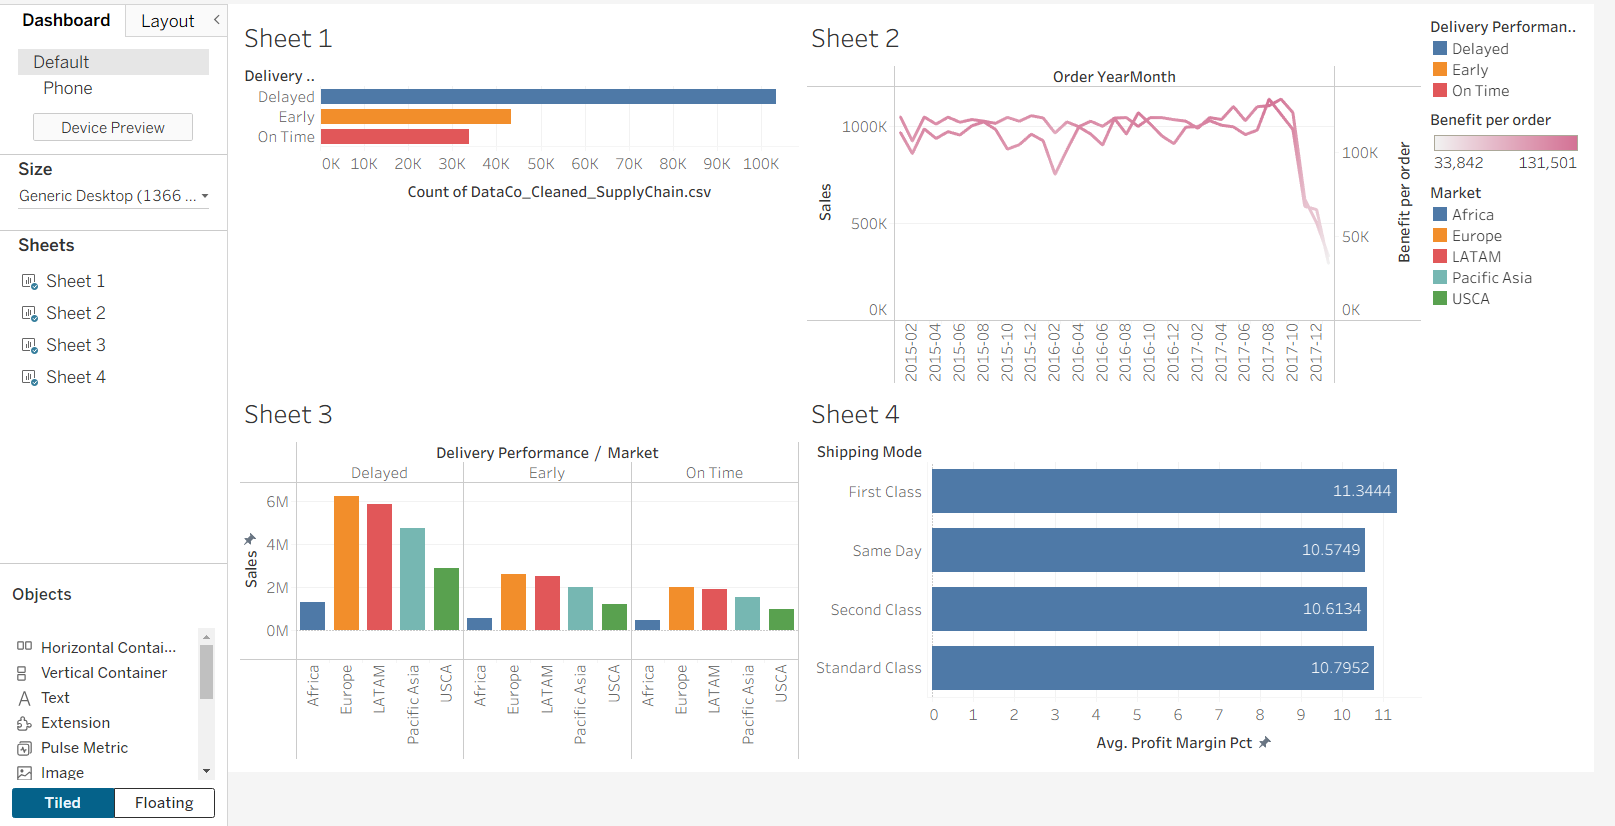 Dashboard
Layout
<
Default
Phone
Device Preview
Size
Generic Desktop (1366 ...
Sheets
Sheet 1
Sheet 2
Sheet 3
Sheet 4
Objects
Horizontal Contai...
Vertical Container
A Text
Extension
Pulse Metric
Image
Tiled
Floating
Sheet 1
Delivery ..
Delayed
Early
On Time
0K 10K 20K 30K 40K 50K 60K 70K 80K 90K 100K
Count of DataCo_Cleaned_SupplyChain.csv
Sheet 2
Order YearMonth
Sales
1000K
500K
0K
Benefit per order
100K
50K
0K
2015-02 2015-04 2015-06 2015-08 2015-10 2015-12 2016-02 2016-04 2016-06 2016-08 2016-10 2016-12 2017-02 2017-04 2017-06 2017-08 2017-10 2017-12
Delivery Performan..
Delayed
Early
On Time
Benefit per order
33,842 131,501
Market
Africa
Europe
LATAM
Pacific Asia
USCA
Sheet 3
Delivery Performance / Market
Delayed Early On Time
Sales
6M
4M
2M
0M
Africa Europe LATAM Pacific Asia USCA Africa Europe LATAM Pacific Asia USCA Africa Europe LATAM Pacific Asia USCA
Sheet 4
Shipping Mode
First Class 11.3444
Same Day 10.5749
Second Class 10.6134
Standard Class 10.7952
0 1 2 3 4 5 6 7 8 9 10 11
Avg. Profit Margin Pct